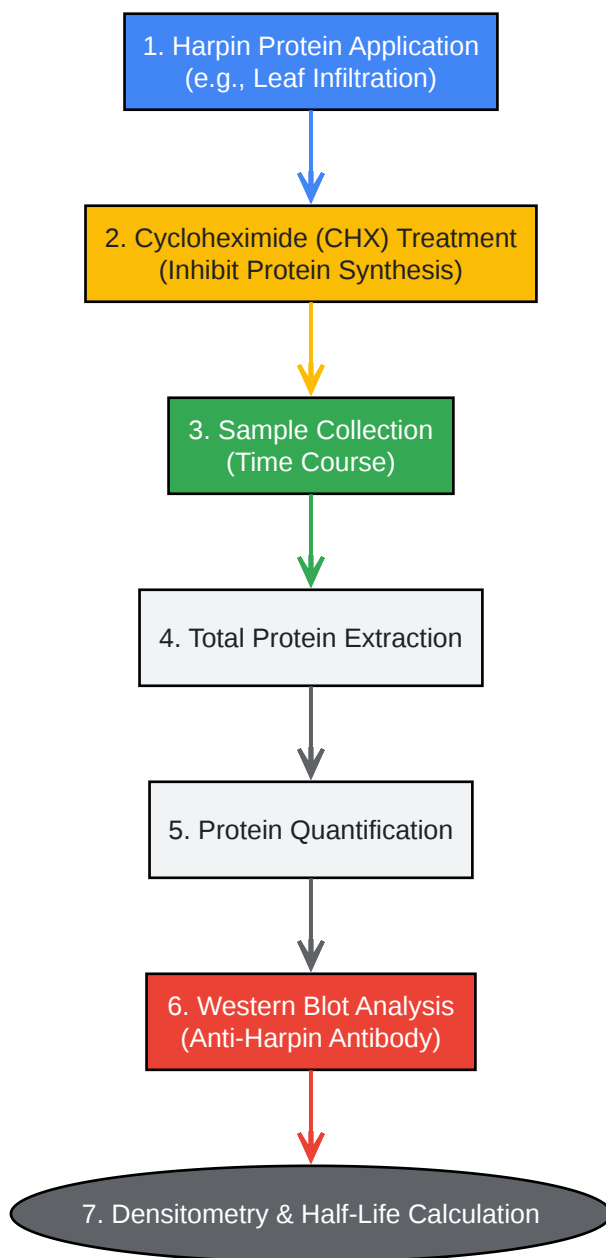 1. Harpin Protein Application
(e.g., Leaf Infiltration)
2. Cycloheximide (CHX) Treatment
(Inhibit Protein Synthesis)
3. Sample Collection
(Time Course)
4. Total Protein Extraction
5. Protein Quantification
6. Western Blot Analysis
(Anti-Harpin Antibody)
7. Densitometry & Half-Life Calculation